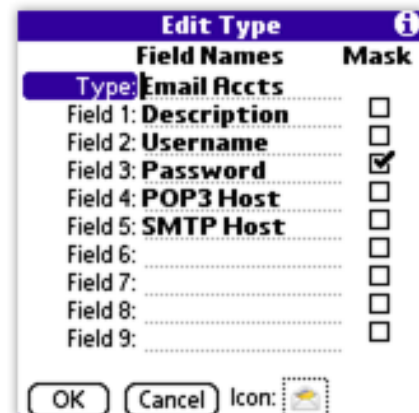 Edit Type
Field Names Mask
Type: Email Accts
Field 1: Description
Field 2: Username
Field 3: Password
Field 4: POP3 Host
Field 5: SMTP Host
Field 6:
Field 7:
Field 8:
Field 9:
OK Cancel Icon: